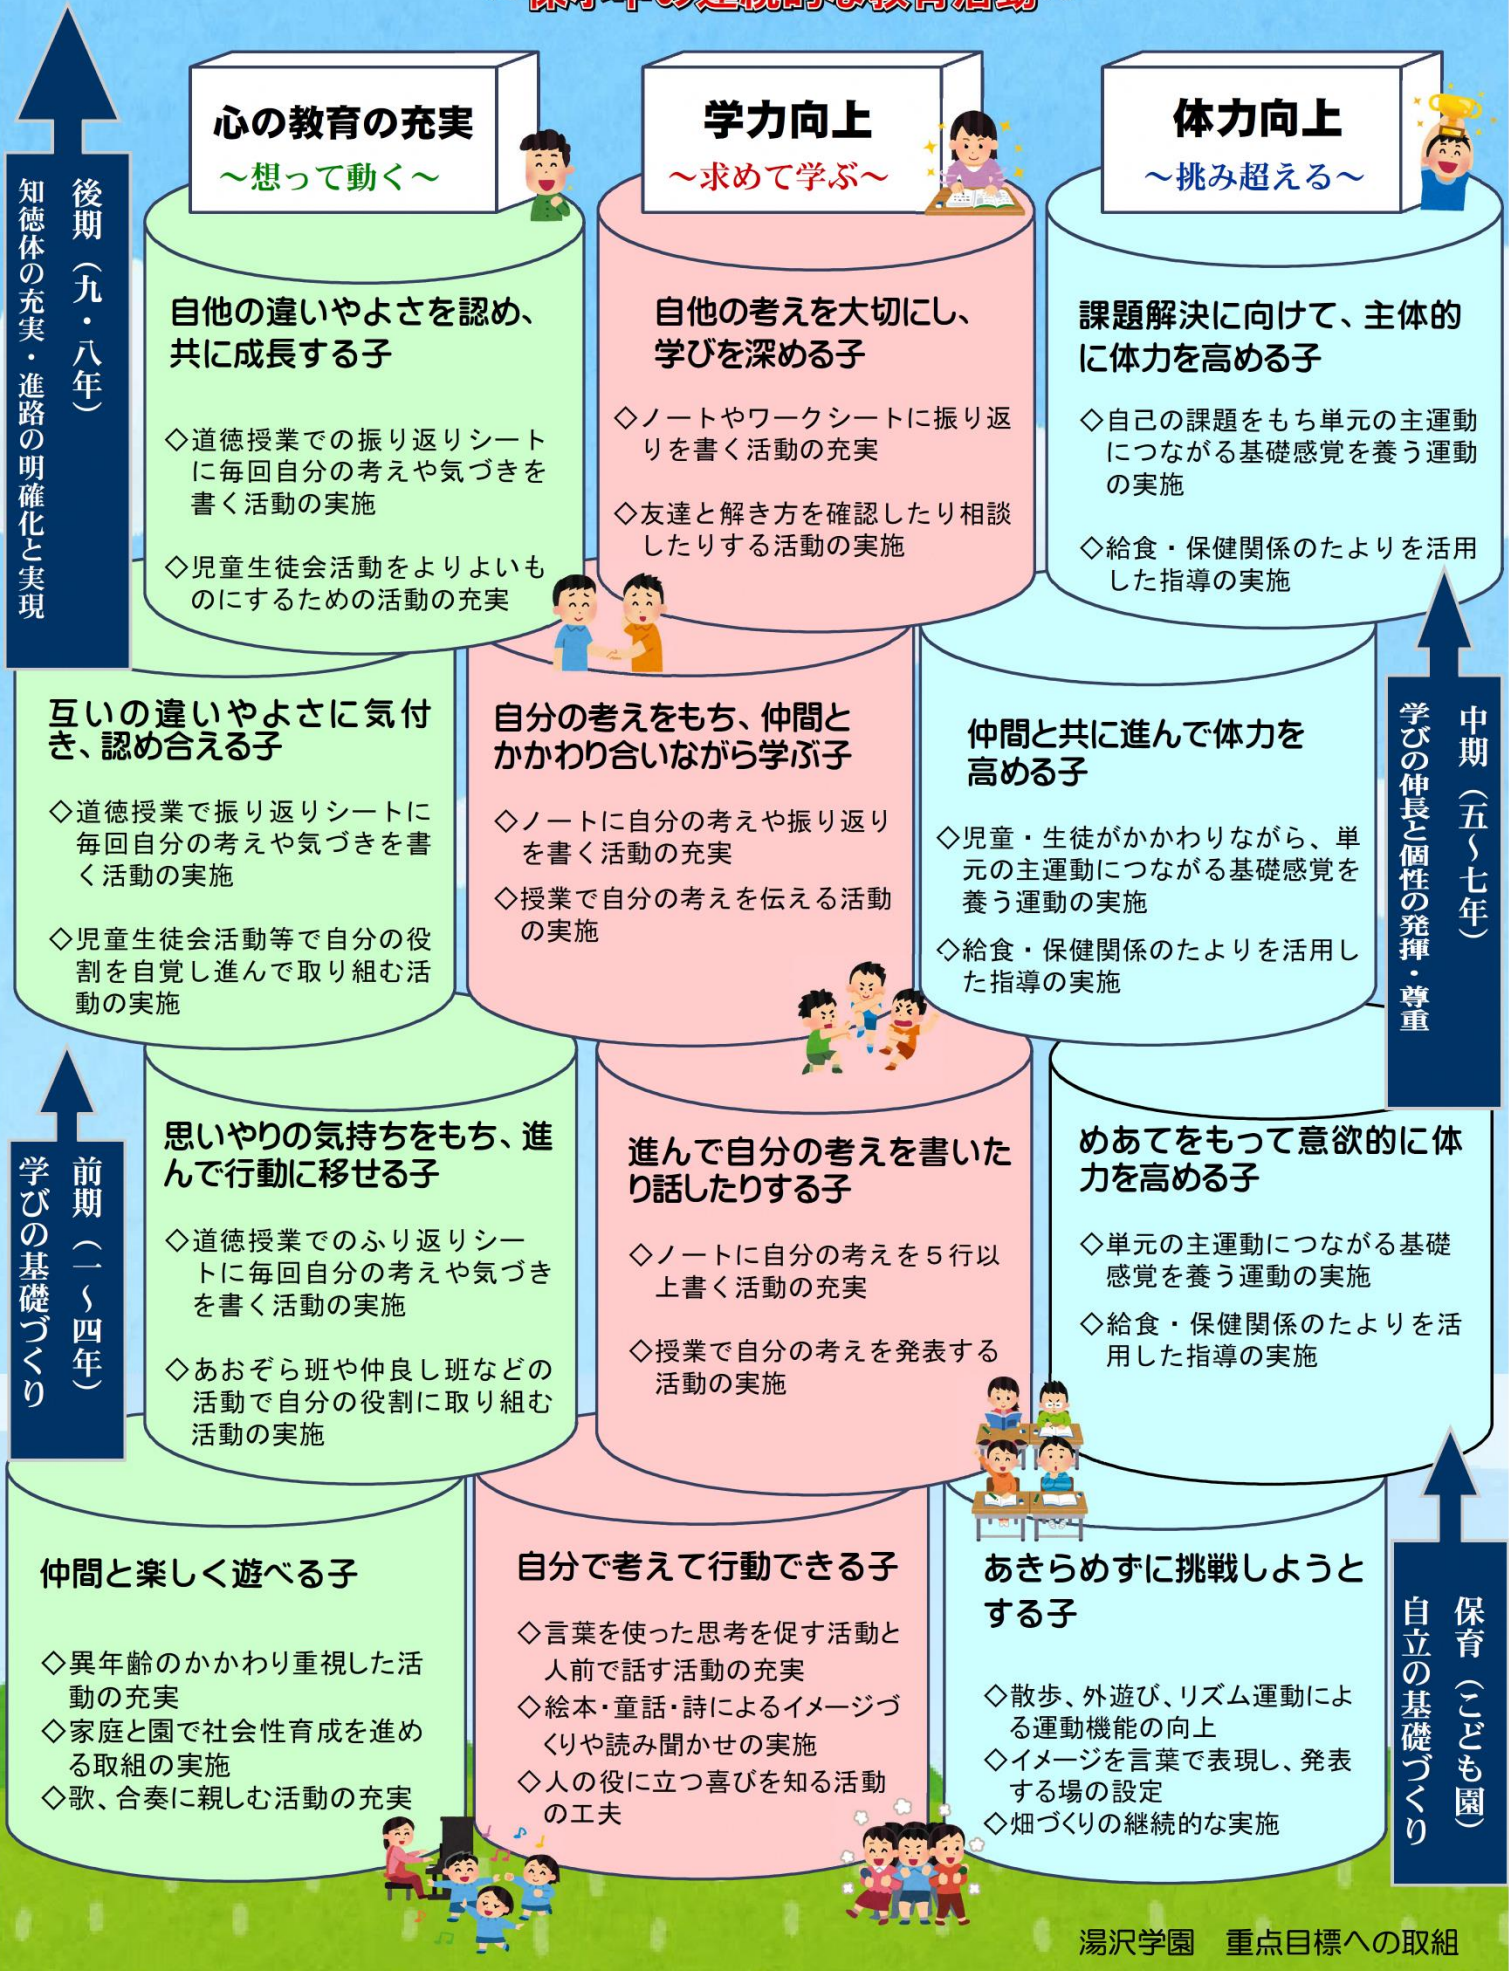 心の教育の充実
～想って動く～
学力向上
～求めて学ぶ～
体力向上
～挑み超える～
後期（九・八年）
知徳体の充実・進路の明確化と実現
自他の違いやよさを認め、
共に成長する子
◇道徳授業での振り返りシート
に毎回自分の考えや気づきを
書く活動の実施
◇児童生徒会活動をよりよいも
のにするための活動の充実
自他の考えを大切にし、
学びを深める子
◇ノートやワークシートに振り返
りを書く活動の充実
◇友達と解き方を確認したり相談
したりする活動の実施
課題解決に向けて、主体的
に体力を高める子
◇自己の課題をもち単元の主運動
につながる基礎感覚を養う運動
の実施
◇給食・保健関係のたよりを活用
した指導の実施
互いの違いやよさに気付
き、認め合える子
◇道徳授業で振り返りシートに
毎回自分の考えや気づきを書
く活動の実施
◇児童生徒会活動等で自分の役
割を自覚し進んで取り組む活
動の実施
自分の考えをもち、仲間と
かかわり合いながら学ぶ子
◇ノートに自分の考えや振り返り
を書く活動の充実
◇授業で自分の考えを伝える活動
の実施
仲間と共に進んで体力を
高める子
◇児童・生徒がかかわりながら、単
元の主運動につながる基礎感覚を
養う運動の実施
◇給食・保健関係のたよりを活用し
た指導の実施
中期（五～七年）
学びの伸長と個性の発揮・尊重
前期（一～四年）
学びの基礎づくり
思いやりの気持ちをもち、進
んで行動に移せる子
◇道徳授業でのふり返りシー
トに毎回自分の考えや気づき
を書く活動の実施
◇あおぞら班や仲良し班などの
活動で自分の役割に取り組む
活動の実施
進んで自分の考えを書いた
り話したりする子
◇ノートに自分の考えを５行以
上書く活動の充実
◇授業で自分の考えを発表する
活動の実施
めあてをもって意欲的に体
力を高める子
◇単元の主運動につながる基礎
感覚を養う運動の実施
◇給食・保健関係のたよりを活
用した指導の実施
仲間と楽しく遊べる子
◇異年齢のかかわり重視した活
動の充実
◇家庭と園で社会性育成を進め
る取組の実施
◇歌、合奏に親しむ活動の充実
自分で考えて行動できる子
◇言葉を使った思考を促す活動と
人前で話す活動の充実
◇絵本・童話・詩によるイメージづ
くりや読み聞かせの実施
◇人の役に立つ喜びを知る活動
の工夫
あきらめずに挑戦しようと
する子
◇散歩、外遊び、リズム運動によ
る運動機能の向上
◇イメージを言葉で表現し、発表
する場の設定
◇畑づくりの継続的な実施
保育（こども園）
自立の基礎づくり
湯沢学園　重点目標への取組